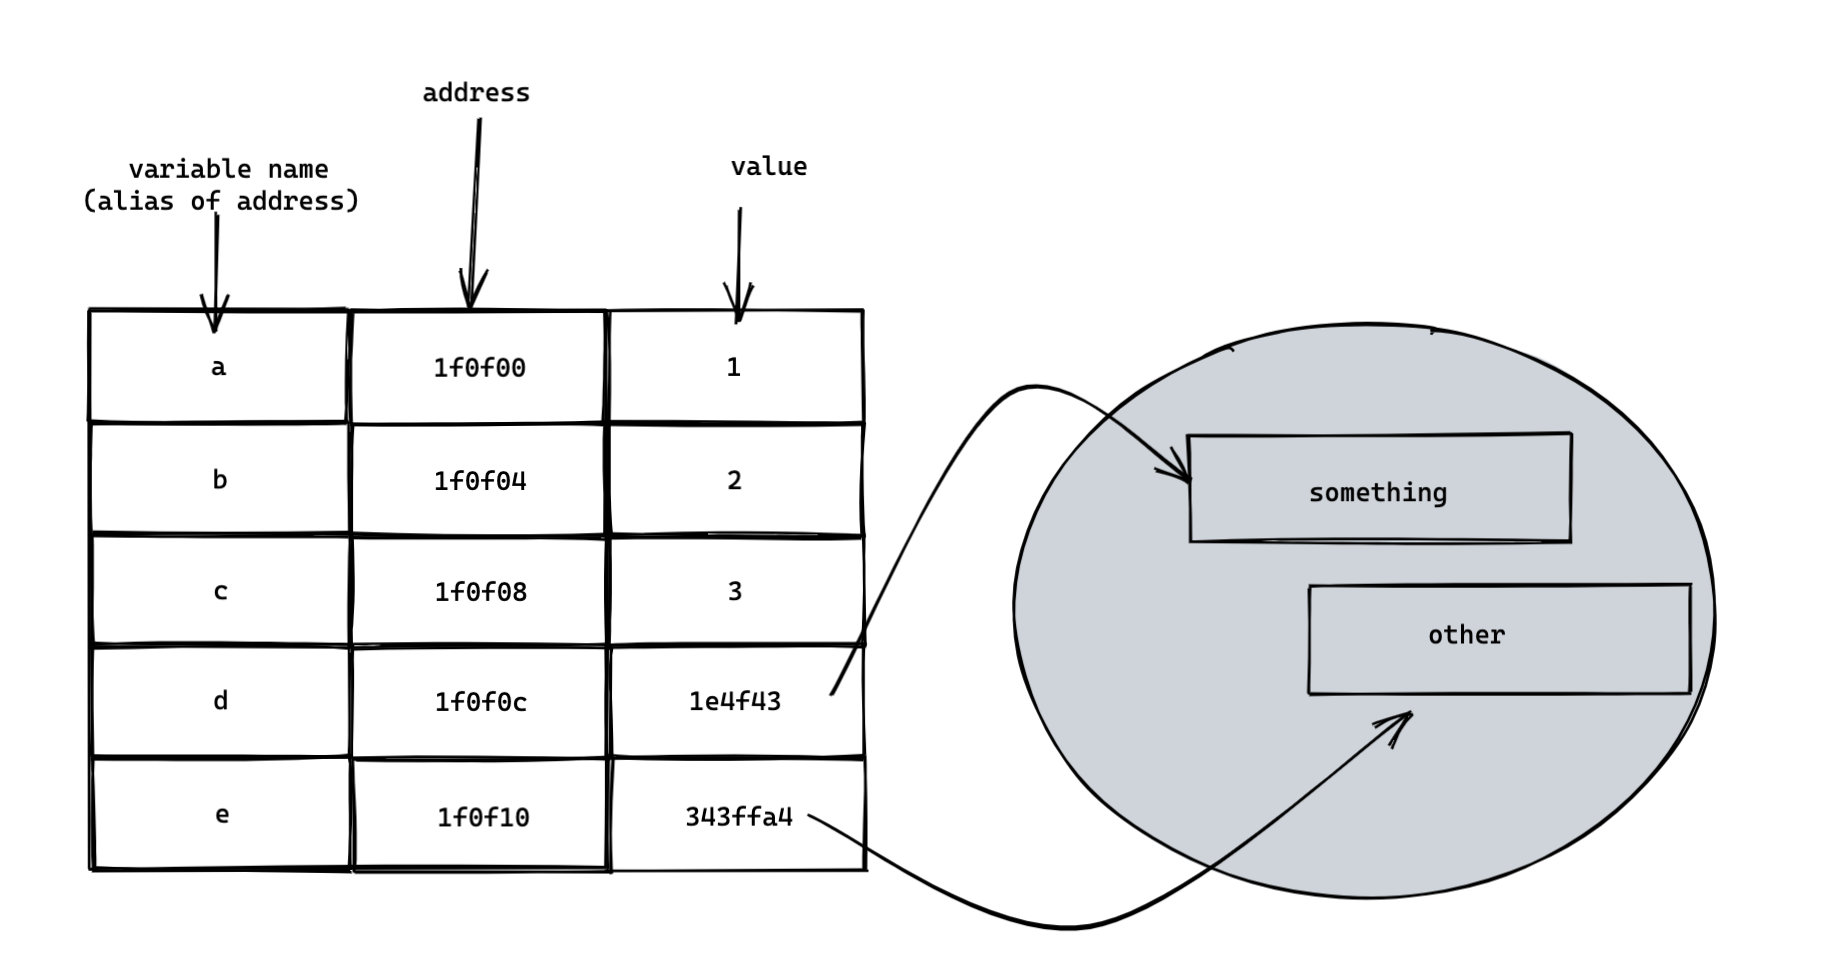 address
variable name
(alias of address)
value
a 1f0f00 1
b 1f0f04 2
c 1f0f08 3
d 1f0f0c 1e4f43
e 1f0f10 343ffa4
something
other